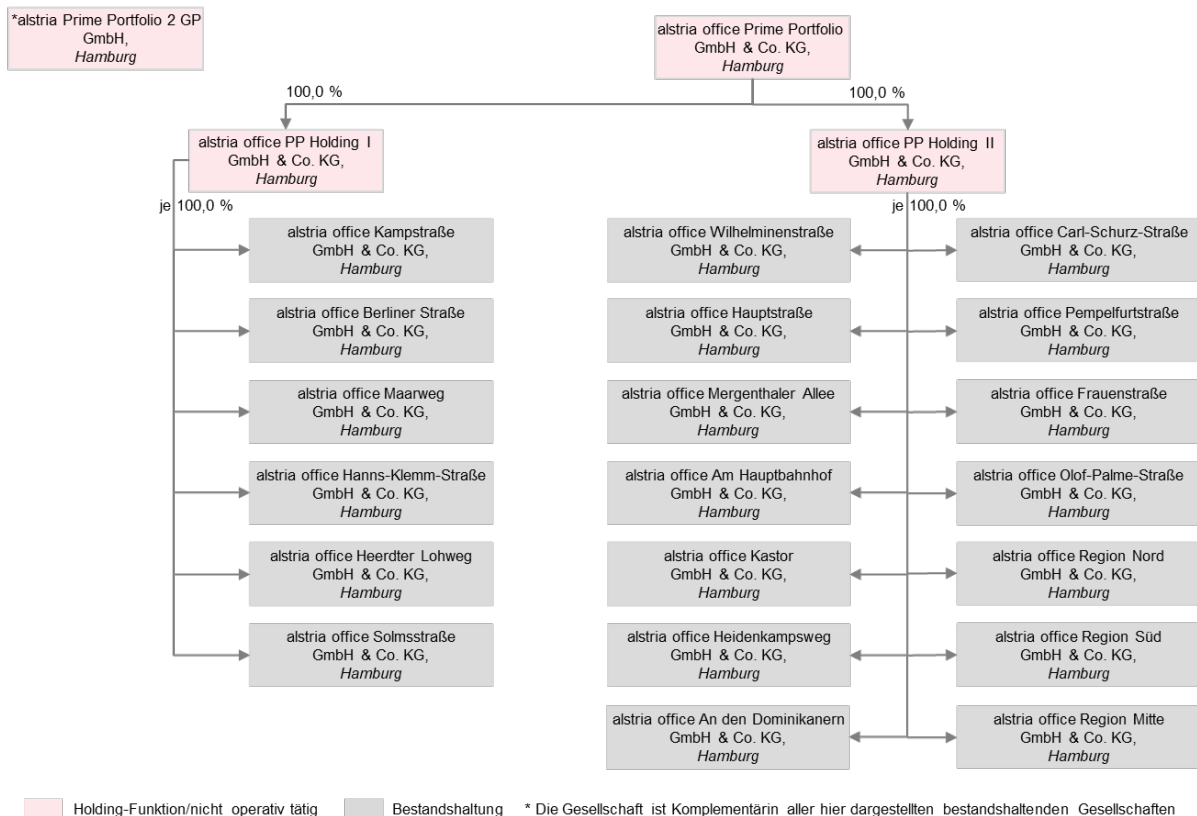 *alstria Prime Portfolio 2 GP
GmbH,
Hamburg
alstria office Prime Portfolio
GmbH & Co. KG,
Hamburg
100,0 %
100,0 %
alstria office PP Holding I
GmbH & Co. KG,
Hamburg
alstria office PP Holding II
GmbH & Co. KG,
Hamburg
je 100,0 %
je 100,0 %
alstria office Kampstraße
GmbH & Co. KG,
Hamburg
alstria office Berliner Straße
GmbH & Co. KG,
Hamburg
alstria office Maarweg
GmbH & Co. KG,
Hamburg
alstria office Hanns-Klemm-Straße
GmbH & Co. KG,
Hamburg
alstria office Heerdter Lohweg
GmbH & Co. KG,
Hamburg
alstria office Solmsstraße
GmbH & Co. KG,
Hamburg
alstria office Wilhelminenstraße
GmbH & Co. KG,
Hamburg
alstria office Hauptstraße
GmbH & Co. KG,
Hamburg
alstria office Mergenthaler Allee
GmbH & Co. KG,
Hamburg
alstria office Am Hauptbahnhof
GmbH & Co. KG,
Hamburg
alstria office Kastor
GmbH & Co. KG,
Hamburg
alstria office Heidenkampsweg
GmbH & Co. KG,
Hamburg
alstria office An den Dominikanern
GmbH & Co. KG,
Hamburg
alstria office Carl-Schurz-Straße
GmbH & Co. KG,
Hamburg
alstria office Pempelfurtstraße
GmbH & Co. KG,
Hamburg
alstria office Frauenstraße
GmbH & Co. KG,
Hamburg
alstria office Olof-Palme-Straße
GmbH & Co. KG,
Hamburg
alstria office Region Nord
GmbH & Co. KG,
Hamburg
alstria office Region Süd
GmbH & Co. KG,
Hamburg
alstria office Region Mitte
GmbH & Co. KG,
Hamburg
Holding-Funktion/nicht operativ tätig
Bestandshaltung
* Die Gesellschaft ist Komplementärin aller hier dargestellten bestandshaltenden Gesellschaften